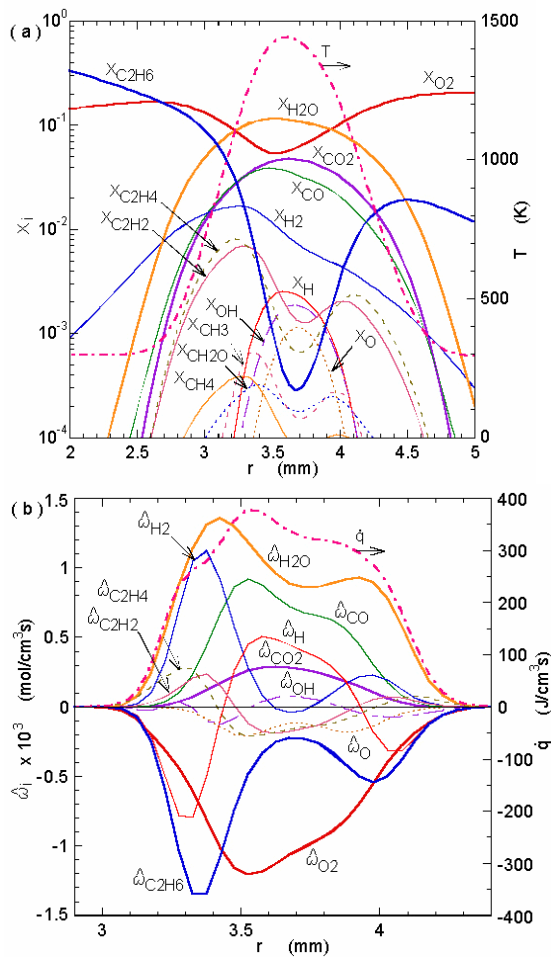 ( a )
10^0
10^-1
10^-2
10^-3
10^-4
X_i
1500
1000
500
0
T (K)
X_C2H6
T
X_O2
X_H2O
X_CO2
X_C2H4
X_CO
X_C2H2
X_H2
X_H
X_OH
X_CH3
X_O
X_CH2O
X_CH4
2 2.5 3 3.5 4 4.5 5
r (mm)
( b )
1.5
1
0.5
0
-0.5
-1
-1.5
ω̂_i x 10^3 (mol/cm^3s)
400
300
200
100
0
-100
-200
-300
-400
q̇ (J/cm^3s)
ω̂_H2
q̇
ω̂_H2O
ω̂_C2H4
ω̂_CO
ω̂_C2H2
ω̂_H
ω̂_CO2
ω̂_OH
ω̂_O
ω̂_O2
ω̂_C2H6
3 3.5 4
r (mm)